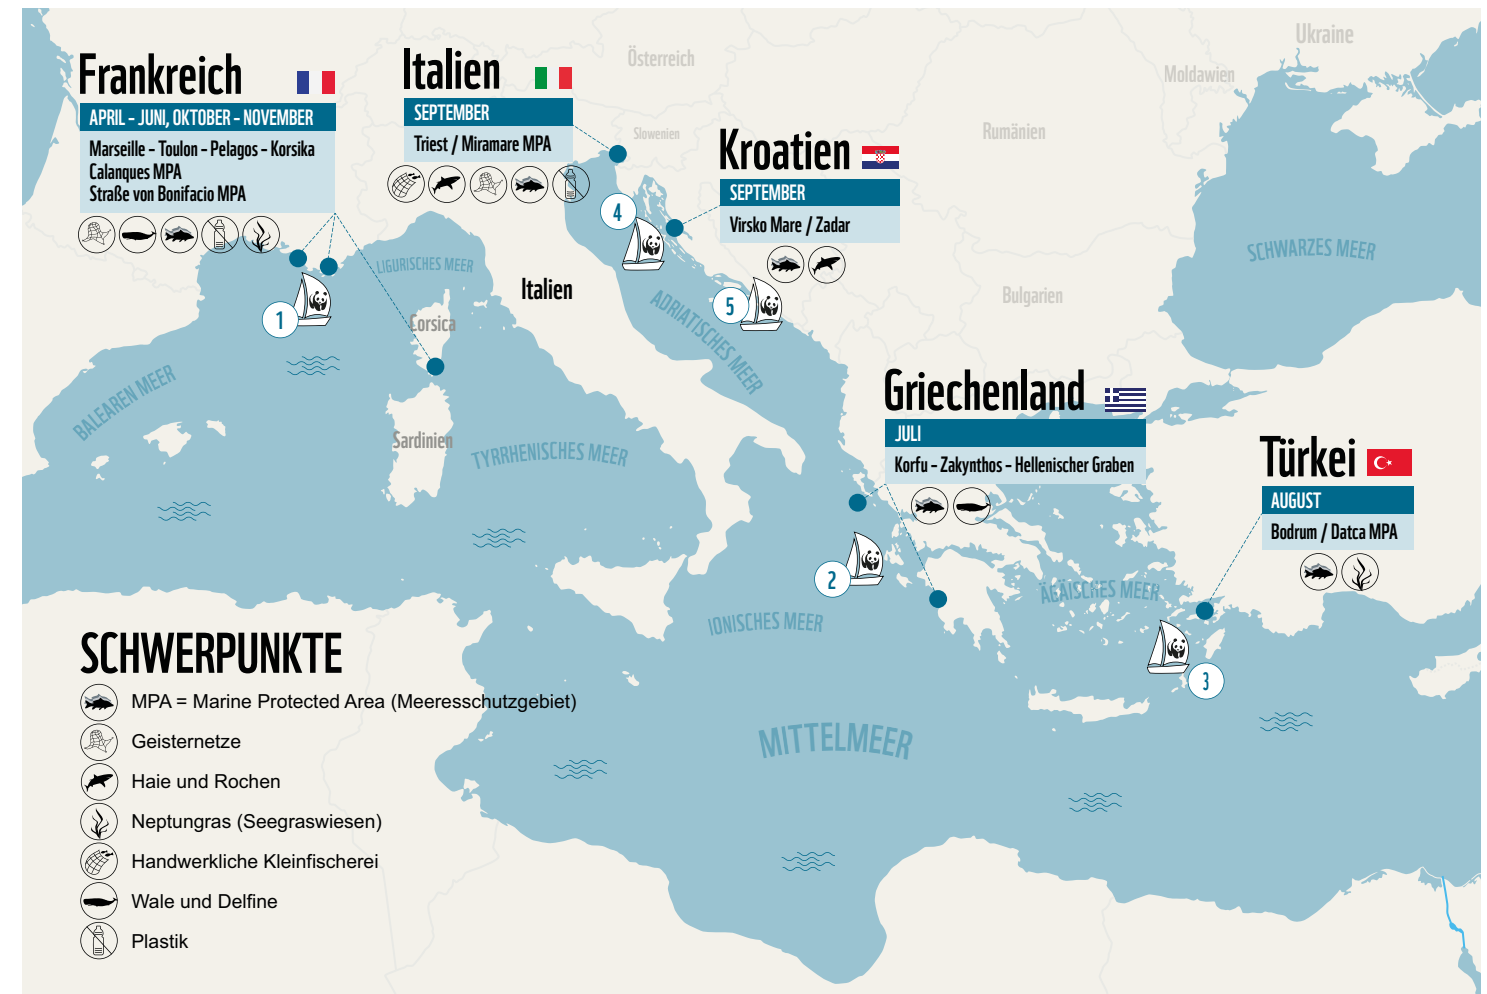 Frankreich
APRIL – JUNI, OKTOBER – NOVEMBER
Marseille – Toulon – Pelagos – Korsika
Calanques MPA
Straße von Bonifacio MPA
Italien
SEPTEMBER
Triest / Miramare MPA
Kroatien
SEPTEMBER
Virsko Mare / Zadar
Griechenland
JULI
Korfu – Zakynthos – Hellenischer Graben
Türkei
AUGUST
Bodrum / Datca MPA
Österreich
Slowenien
Ukraine
Moldawien
Rumänien
Bulgarien
SCHWARZES MEER
LIGURISCHES MEER
Italien
Corsica
ADRIATISCHES MEER
BALEAREN MEER
Sardinien
TYRRHENISCHES MEER
IONISCHES MEER
ÄGÄISCHES MEER
MITTELMEER
1
2
3
4
5
SCHWERPUNKTE
MPA = Marine Protected Area (Meeresschutzgebiet)
Geisternetze
Haie und Rochen
Neptungras (Seegraswiesen)
Handwerkliche Kleinfischerei
Wale und Delfine
Plastik